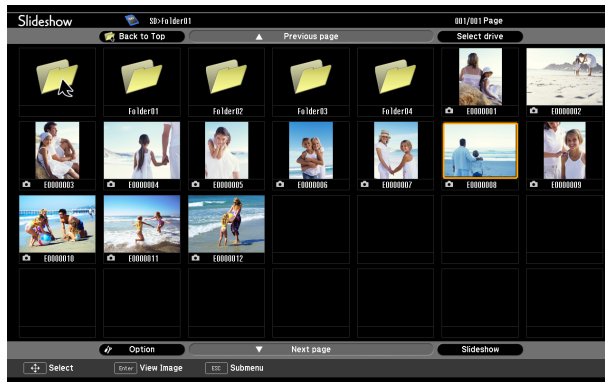 Slideshow SD>Folder01 001/001 Page
Back to Top Previous page Select drive
Folder01 Folder02 Folder03 Folder04 E0000001 E0000002
E0000003 E0000004 E0000005 E0000006 E0000007 E0000008 E0000009
E0000010 E0000011 E0000012
Option Next page Slideshow
Select Enter View Image ESC Submenu